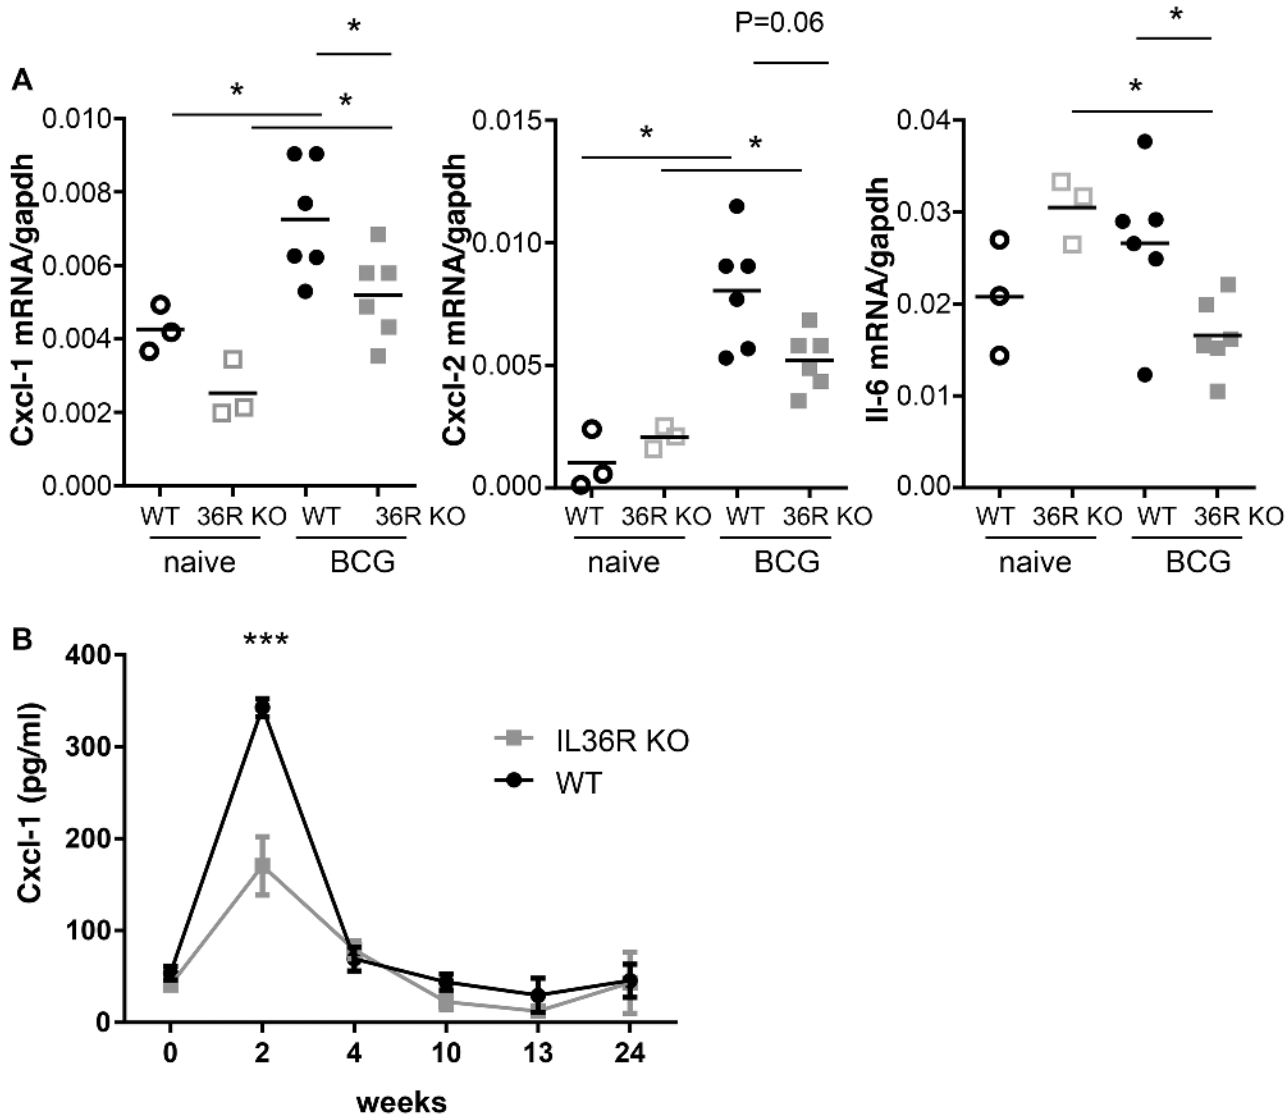 A
Cxcl-1 mRNA/gapdh
0.010
0.008
0.006
0.004
0.002
0.000
*
*
*
WT 36R KO WT 36R KO
naive BCG
Cxcl-2 mRNA/gapdh
0.015
0.010
0.005
0.000
P=0.06
*
*
WT 36R KO WT 36R KO
naive BCG
Il-6 mRNA/gapdh
0.04
0.03
0.02
0.01
0.00
*
*
WT 36R KO WT 36R KO
naive BCG
B
Cxcl-1 (pg/ml)
400
300
200
100
0
***
IL36R KO
WT
0 2 4 10 13 24
weeks